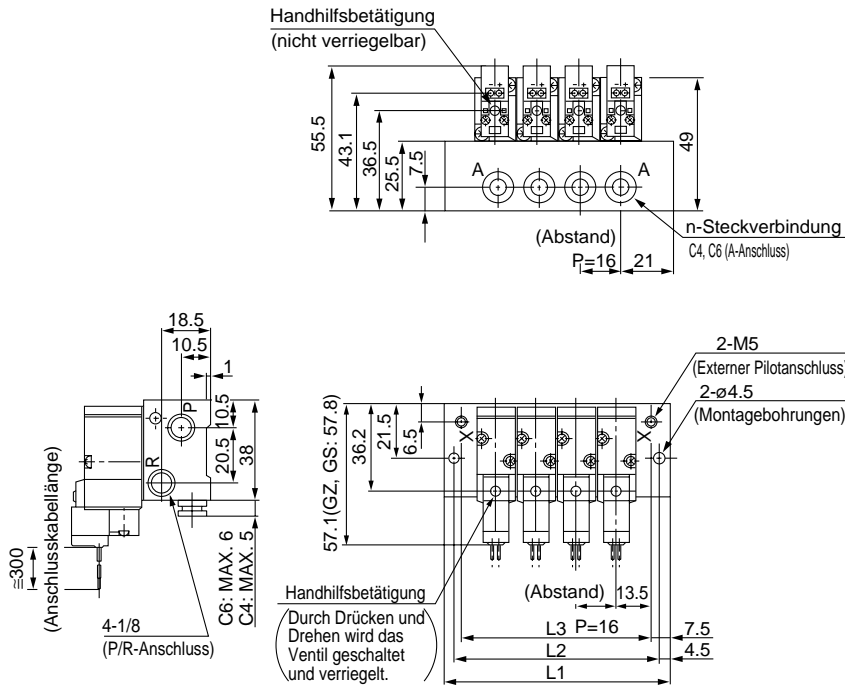 Handhilfsbetätigung
(nicht verriegelbar)
- +
- +
- +
- +
55.5
43.1
36.5
25.5
7.5
49
A
A
n-Steckverbindung
C4, C6 (A-Anschluss)
(Abstand)
P=16
21
18.5
10.5
1
P
R
10.5
20.5
38
≅300
(Anschlusskabellänge)
C6: MAX. 6
C4: MAX. 5
4-1/8
(P/R-Anschluss)
2-M5
(Externer Pilotanschluss)
2-ø4.5
(Montagebohrungen)
X
X
57.1(GZ, GS: 57.8)
36.2
21.5
6.5
Handhilfsbetätigung
(Durch Drücken und
Drehen wird das
Ventil geschaltet
und verriegelt.)
(Abstand)
13.5
P=16
L3
7.5
L2
4.5
L1